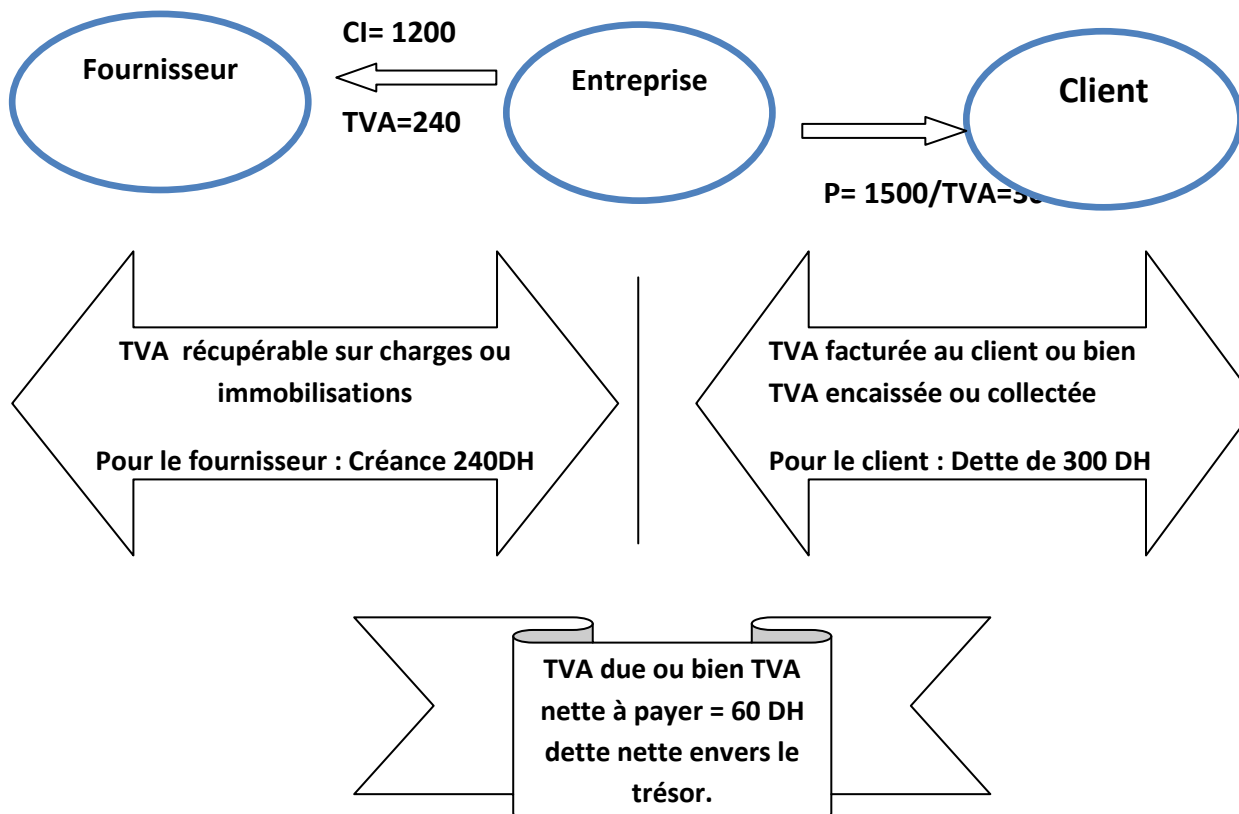 CI= 1200
Fournisseur
Entreprise
Client
TVA=240
P= 1500/TVA=
TVA récupérable sur charges ou
immobilisations
Pour le fournisseur : Créance 240DH
TVA facturée au client ou bien
TVA encaissée ou collectée
Pour le client : Dette de 300 DH
TVA due ou bien TVA
nette à payer = 60 DH
dette nette envers le
trésor.